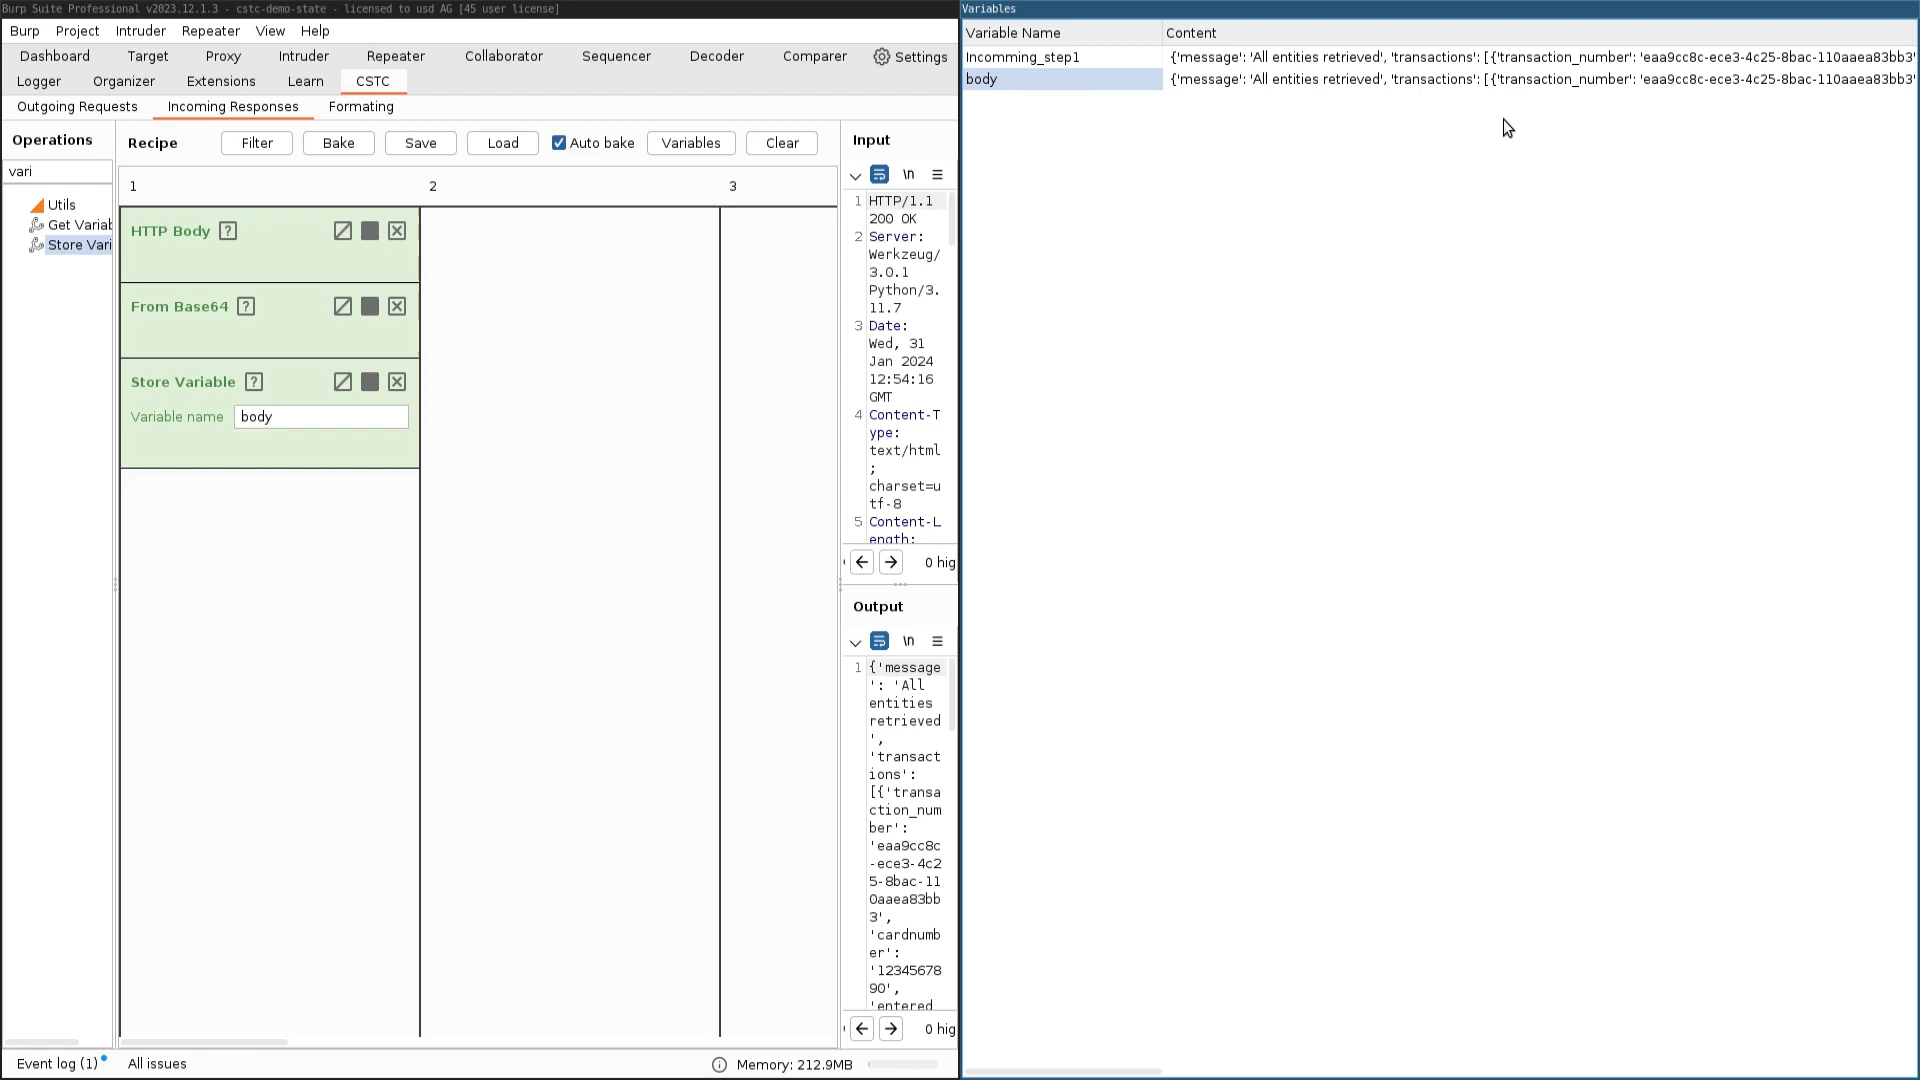 Burp Suite Professional v2023.12.1.3 - cstc-demo-state - licensed to usd AG [45 user license]
Burp Project Intruder Repeater View Help
Dashboard Target Proxy Intruder Repeater Collaborator Sequencer Decoder Comparer Settings
Logger Organizer Extensions Learn CSTC
Outgoing Requests Incoming Responses Formating
Operations
vari
Utils
Get Variab
Store Vari
Recipe Filter Bake Save Load Auto bake Variables Clear
1 2 3
HTTP Body ?
From Base64 ?
Store Variable ?
Variable name body
Input
\n
1 HTTP/1.1
200 OK
2 Server:
Werkzeug/
3.0.1
Python/3.
11.7
3 Date:
Wed, 31
Jan 2024
12:54:16
GMT
4 Content-T
ype:
text/html
;
charset=u
tf-8
5 Content-L
ength:
0 hig
Output
\n
1 {'message
': 'All
entities
retrieved
',
'transact
ions':
[{'transa
ction_num
ber':
'eaa9cc8c
-ece3-4c2
5-8bac-11
0aaea83bb
3',
'cardnumb
er':
'12345678
90',
'entered
0 hig
Event log (1) All issues Memory: 212.9MB
Variables
Variable Name Content
Incomming_step1 {'message': 'All entities retrieved', 'transactions': [{'transaction_number': 'eaa9cc8c-ece3-4c25-8bac-110aaea83bb3'
body {'message': 'All entities retrieved', 'transactions': [{'transaction_number': 'eaa9cc8c-ece3-4c25-8bac-110aaea83bb3'